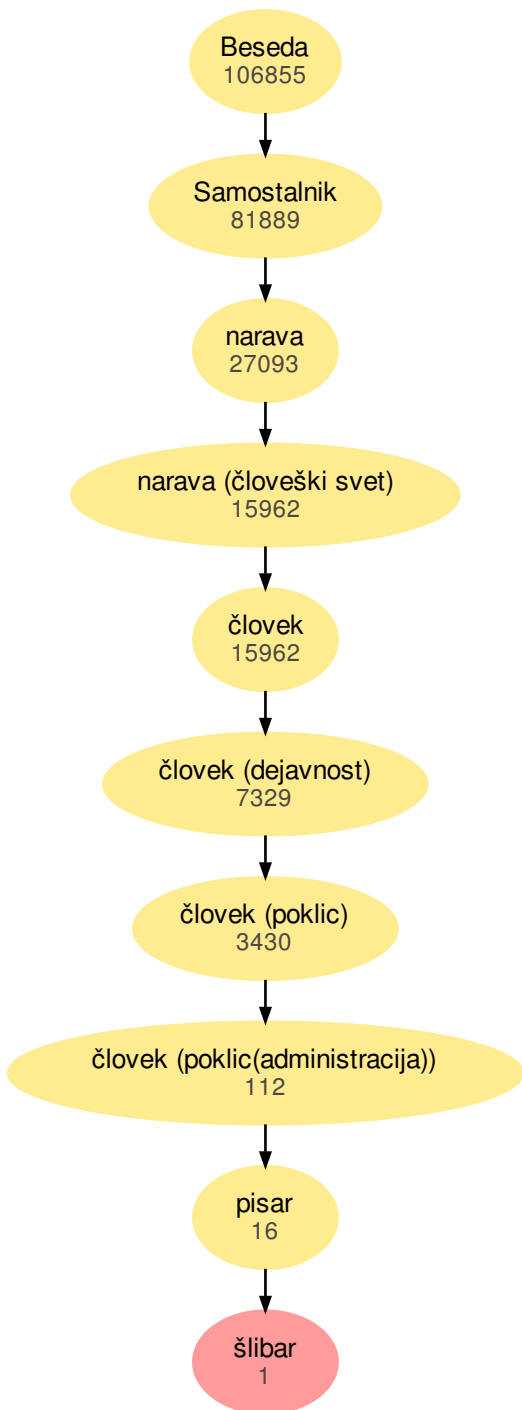 Beseda
106855
Samostalnik
81889
narava
27093
narava (človeški svet)
15962
človek
15962
človek (dejavnost)
7329
človek (poklic)
3430
človek (poklic(administracija))
112
pisar
16
šlibar
1